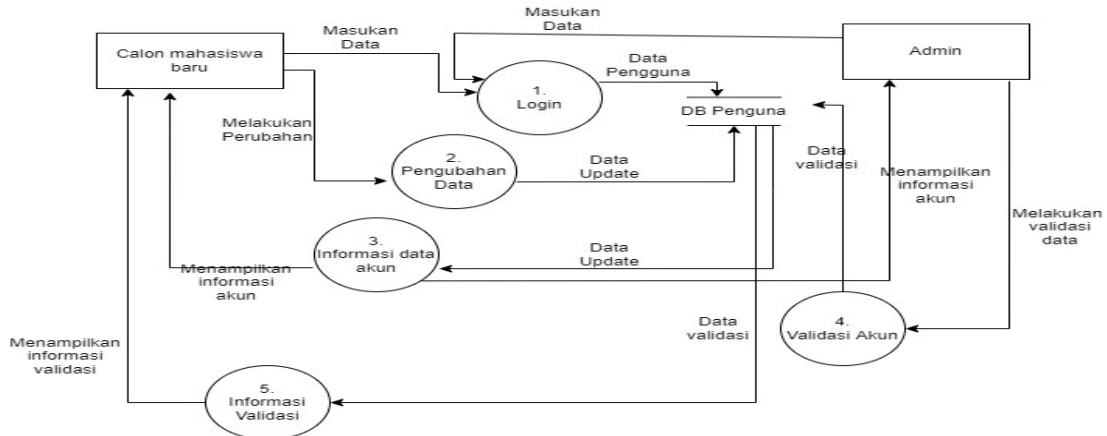 Masukan
Data
Calon mahasiswa
baru
Masukan
Data
Admin
Data
Pengguna
1.
Login
DB Penguna
Melakukan
Perubahan
2.
Pengubahan
Data
Data
Update
Data
validasi
Menampilkan
informasi
akun
Melakukan
validasi
data
3.
Informasi data
akun
Data
Update
Menampilkan
informasi
akun
Data
validasi
4.
Validasi Akun
Menampilkan
informasi
validasi
5.
Informasi
Validasi